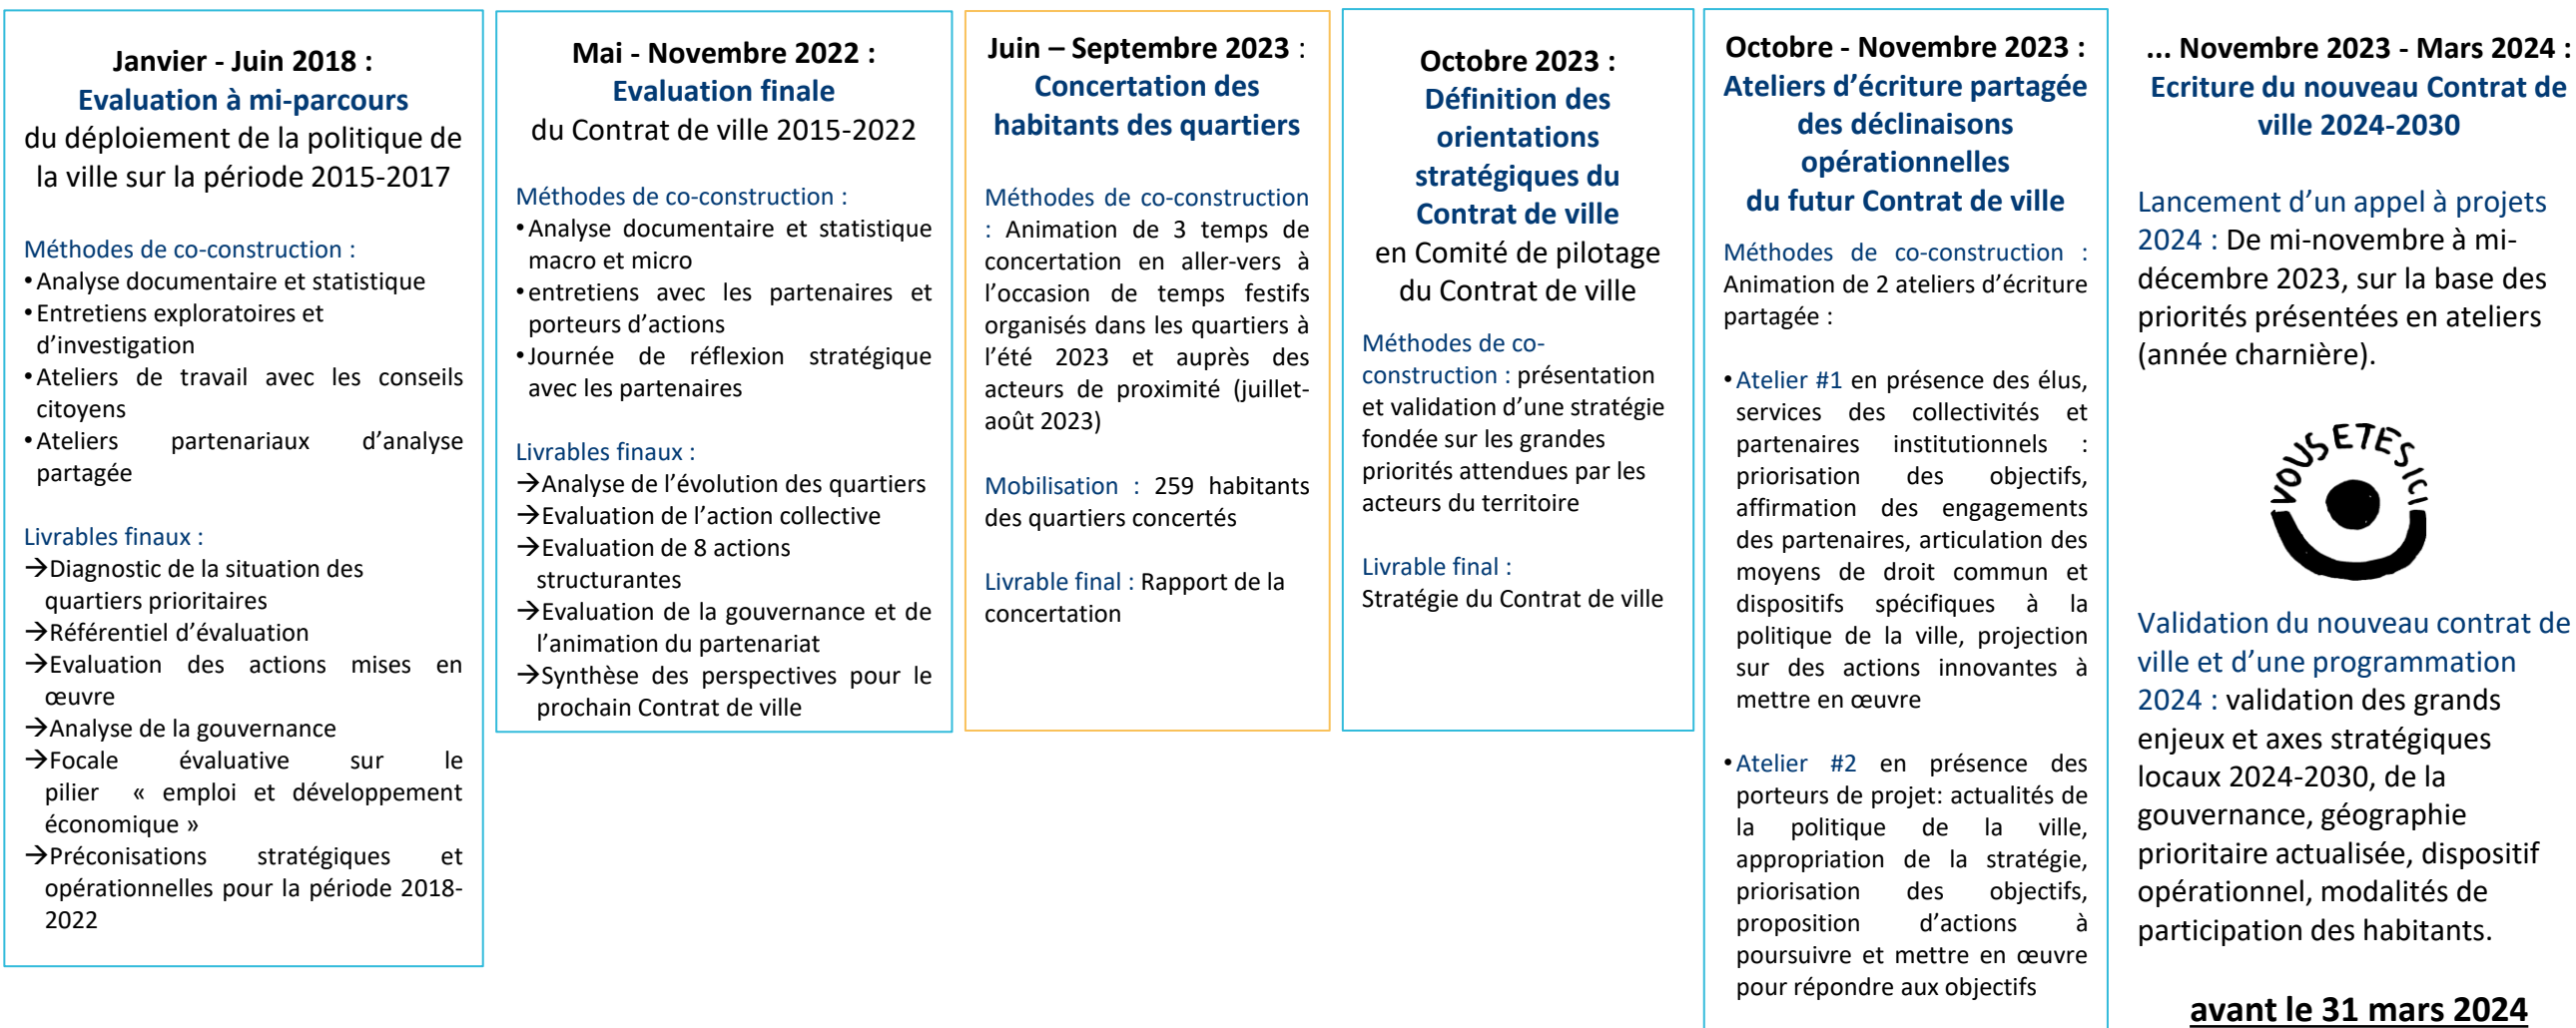 Janvier - Juin 2018 :
Evaluation à mi-parcours
du déploiement de la politique de
la ville sur la période 2015-2017
Méthodes de co-construction :
•Analyse documentaire et statistique
•Entretiens exploratoires et
d’investigation
•Ateliers de travail avec les conseils
citoyens
•Ateliers partenariaux d’analyse
partagée
Livrables finaux :
→Diagnostic de la situation des
quartiers prioritaires
→Référentiel d’évaluation
→Evaluation des actions mises en
œuvre
→Analyse de la gouvernance
→Focale évaluative sur le
pilier « emploi et développement
économique »
→Préconisations stratégiques et
opérationnelles pour la période 2018-
2022
Mai - Novembre 2022 :
Evaluation finale
du Contrat de ville 2015-2022
Méthodes de co-construction :
•Analyse documentaire et statistique
macro et micro
•entretiens avec les partenaires et
porteurs d’actions
•Journée de réflexion stratégique
avec les partenaires
Livrables finaux :
→Analyse de l’évolution des quartiers
→Evaluation de l’action collective
→Evaluation de 8 actions
structurantes
→Evaluation de la gouvernance et de
l’animation du partenariat
→Synthèse des perspectives pour le
prochain Contrat de ville
Juin – Septembre 2023 :
Concertation des
habitants des quartiers
Méthodes de co-construction
: Animation de 3 temps de
concertation en aller-vers à
l’occasion de temps festifs
organisés dans les quartiers à
l’été 2023 et auprès des
acteurs de proximité (juillet-
août 2023)
Mobilisation : 259 habitants
des quartiers concertés
Livrable final : Rapport de la
concertation
Octobre 2023 :
Définition des
orientations
stratégiques du
Contrat de ville
en Comité de pilotage
du Contrat de ville
Méthodes de co-
construction : présentation
et validation d’une stratégie
fondée sur les grandes
priorités attendues par les
acteurs du territoire
Livrable final :
Stratégie du Contrat de ville
Octobre - Novembre 2023 :
Ateliers d’écriture partagée
des déclinaisons
opérationnelles
du futur Contrat de ville
Méthodes de co-construction :
Animation de 2 ateliers d’écriture
partagée :
•Atelier #1 en présence des élus,
services des collectivités et
partenaires institutionnels :
priorisation des objectifs,
affirmation des engagements
des partenaires, articulation des
moyens de droit commun et
dispositifs spécifiques à la
politique de la ville, projection
sur des actions innovantes à
mettre en œuvre
•Atelier #2 en présence des
porteurs de projet: actualités de
la politique de la ville,
appropriation de la stratégie,
priorisation des objectifs,
proposition d’actions à
poursuivre et mettre en œuvre
pour répondre aux objectifs
... Novembre 2023 - Mars 2024 :
Ecriture du nouveau Contrat de
ville 2024-2030
Lancement d’un appel à projets
2024 : De mi-novembre à mi-
décembre 2023, sur la base des
priorités présentées en ateliers
(année charnière).
VOUS ETES ICI
Validation du nouveau contrat de
ville et d’une programmation
2024 : validation des grands
enjeux et axes stratégiques
locaux 2024-2030, de la
gouvernance, géographie
prioritaire actualisée, dispositif
opérationnel, modalités de
participation des habitants.
avant le 31 mars 2024